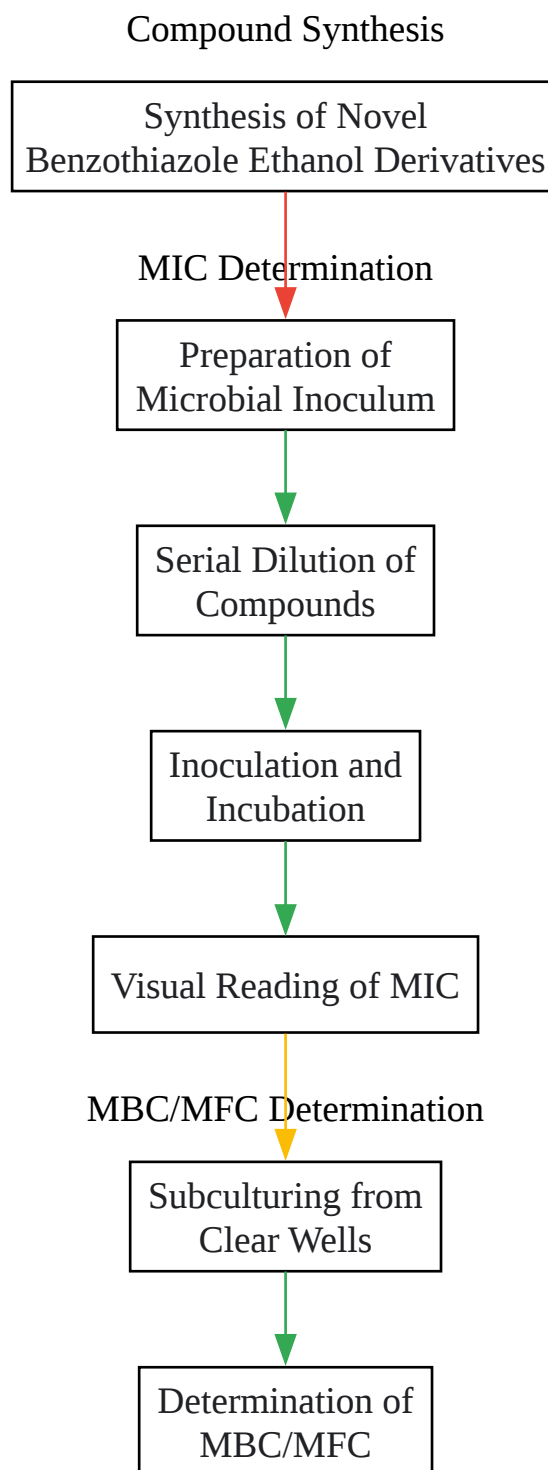 Compound Synthesis
Synthesis of Novel
Benzothiazole Ethanol Derivatives
MIC Determination
Preparation of
Microbial Inoculum
Serial Dilution of
Compounds
Inoculation and
Incubation
Visual Reading of MIC
MBC/MFC Determination
Subculturing from
Clear Wells
Determination of
MBC/MFC